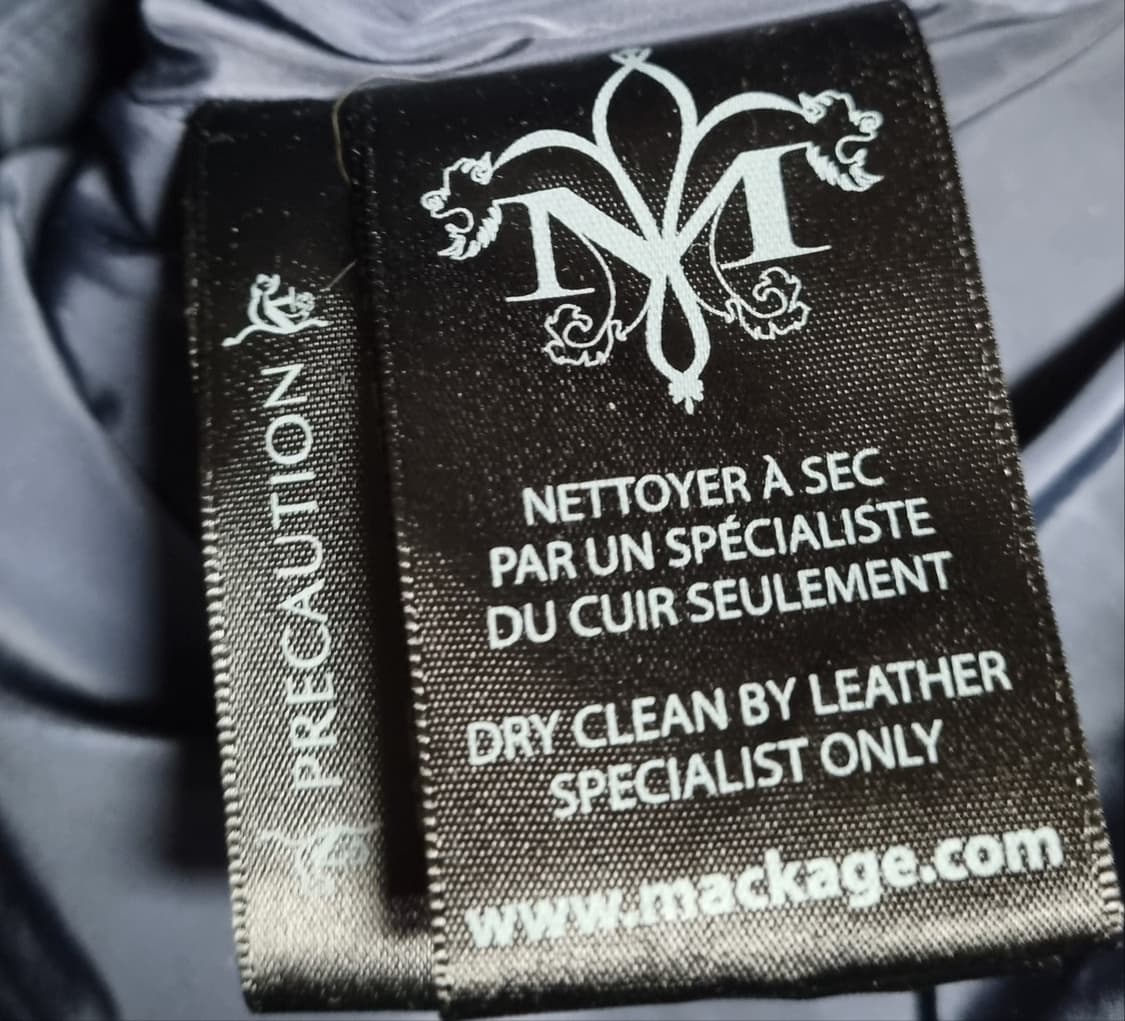 PRECAUTION
M
NETTOYER À SEC
PAR UN SPÉCIALISTE
DU CUIR SEULEMENT
DRY CLEAN BY LEATHER
SPECIALIST ONLY
www.mackage.com